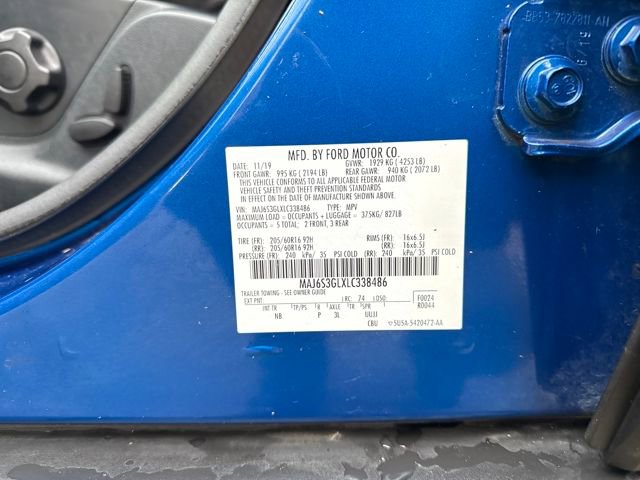 MFD. BY FORD MOTOR CO.
DATE: 11/19 GVWR: 1929 KG ( 4253 LB)
FRONT GAWR: 995 KG ( 2194 LB) REAR GAWR: 940 KG ( 2072 LB)
THIS VEHICLE CONFORMS TO ALL APPLICABLE FEDERAL MOTOR
VEHICLE SAFETY AND THEFT PREVENTION STANDARDS
IN EFFECT ON THE DATE OF MANUFACTURE SHOWN ABOVE.
VIN: MAJ6S3GLXLC338486 TYPE: MPV
MAXIMUM LOAD = OCCUPANTS + LUGGAGE = 375KG/ 827LB
OCCUPANTS = 5 TOTAL: 2 FRONT, 3 REAR
TIRE (FR): 205/60R16 92H RIMS (FR): 16x6.5J
(RR): 205/60R16 92H (RR): 16x6.5J
PRESSURE (FR): 240 kPa/ 35 PSI COLD (RR): 240 kPa/ 35 PSI COLD
MAJ6S3GLXLC338486
TRAILER TOWING - SEE OWNER GUIDE
EXT PNT: RC: 74 DSO: F0024
R0044
INT TR TP/PS R AXLE TR SPR
NB P 3L UUJJ
CBU 5U5A-5420472-AA
6/19